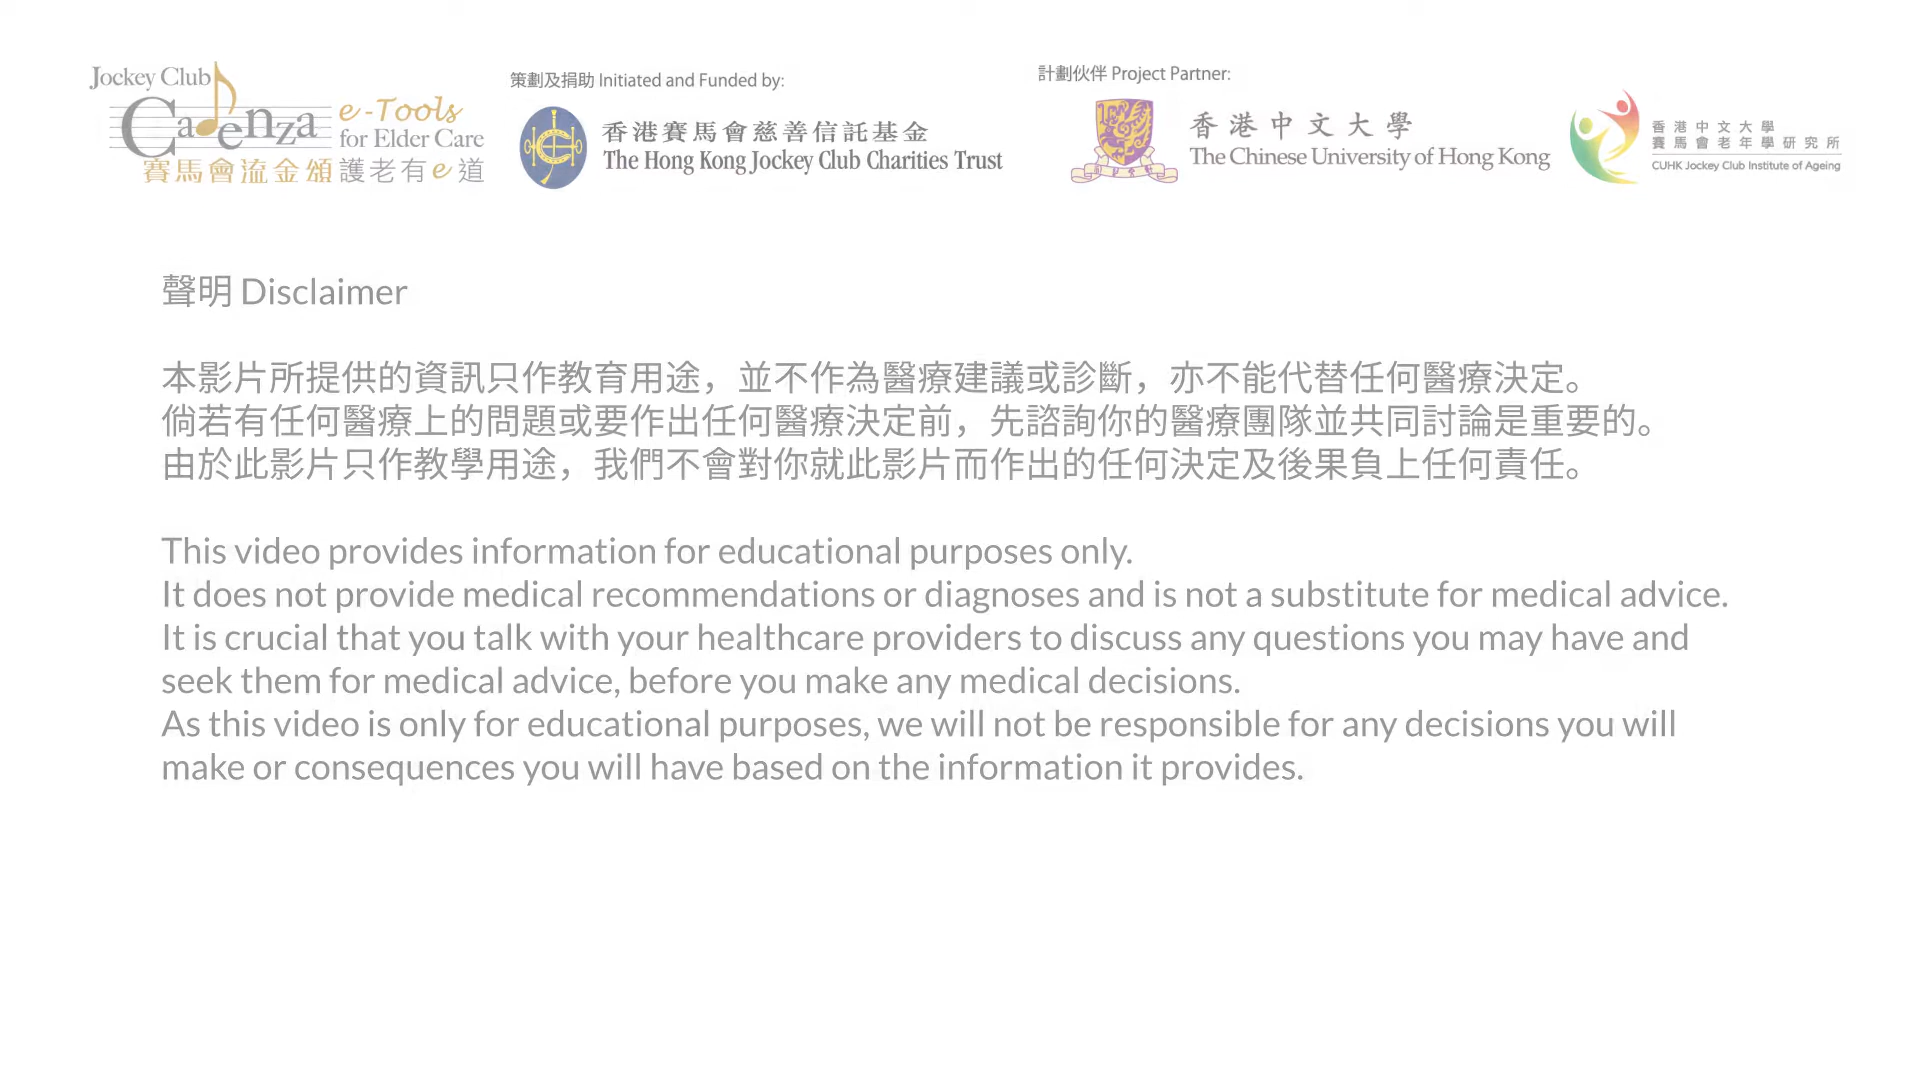 Jockey Club
Cadenza
e-Tools
for Elder Care
賽馬會流金頌護老有e道
策劃及捐助 Initiated and Funded by:
香港賽馬會慈善信託基金
The Hong Kong Jockey Club Charities Trust
計劃伙伴 Project Partner:
香港中文大學
The Chinese University of Hong Kong
香港中文大學
賽馬會老年學研究所
CUHK Jockey Club Institute of Ageing
聲明 Disclaimer
本影片所提供的資訊只作教育用途，並不作為醫療建議或診斷，亦不能代替任何醫療決定。
倘若有任何醫療上的問題或要作出任何醫療決定前，先諮詢你的醫療團隊並共同討論是重要的。
由於此影片只作教學用途，我們不會對你就此影片而作出的任何決定及後果負上任何責任。
This video provides information for educational purposes only.
It does not provide medical recommendations or diagnoses and is not a substitute for medical advice.
It is crucial that you talk with your healthcare providers to discuss any questions you may have and
seek them for medical advice, before you make any medical decisions.
As this video is only for educational purposes, we will not be responsible for any decisions you will
make or consequences you will have based on the information it provides.